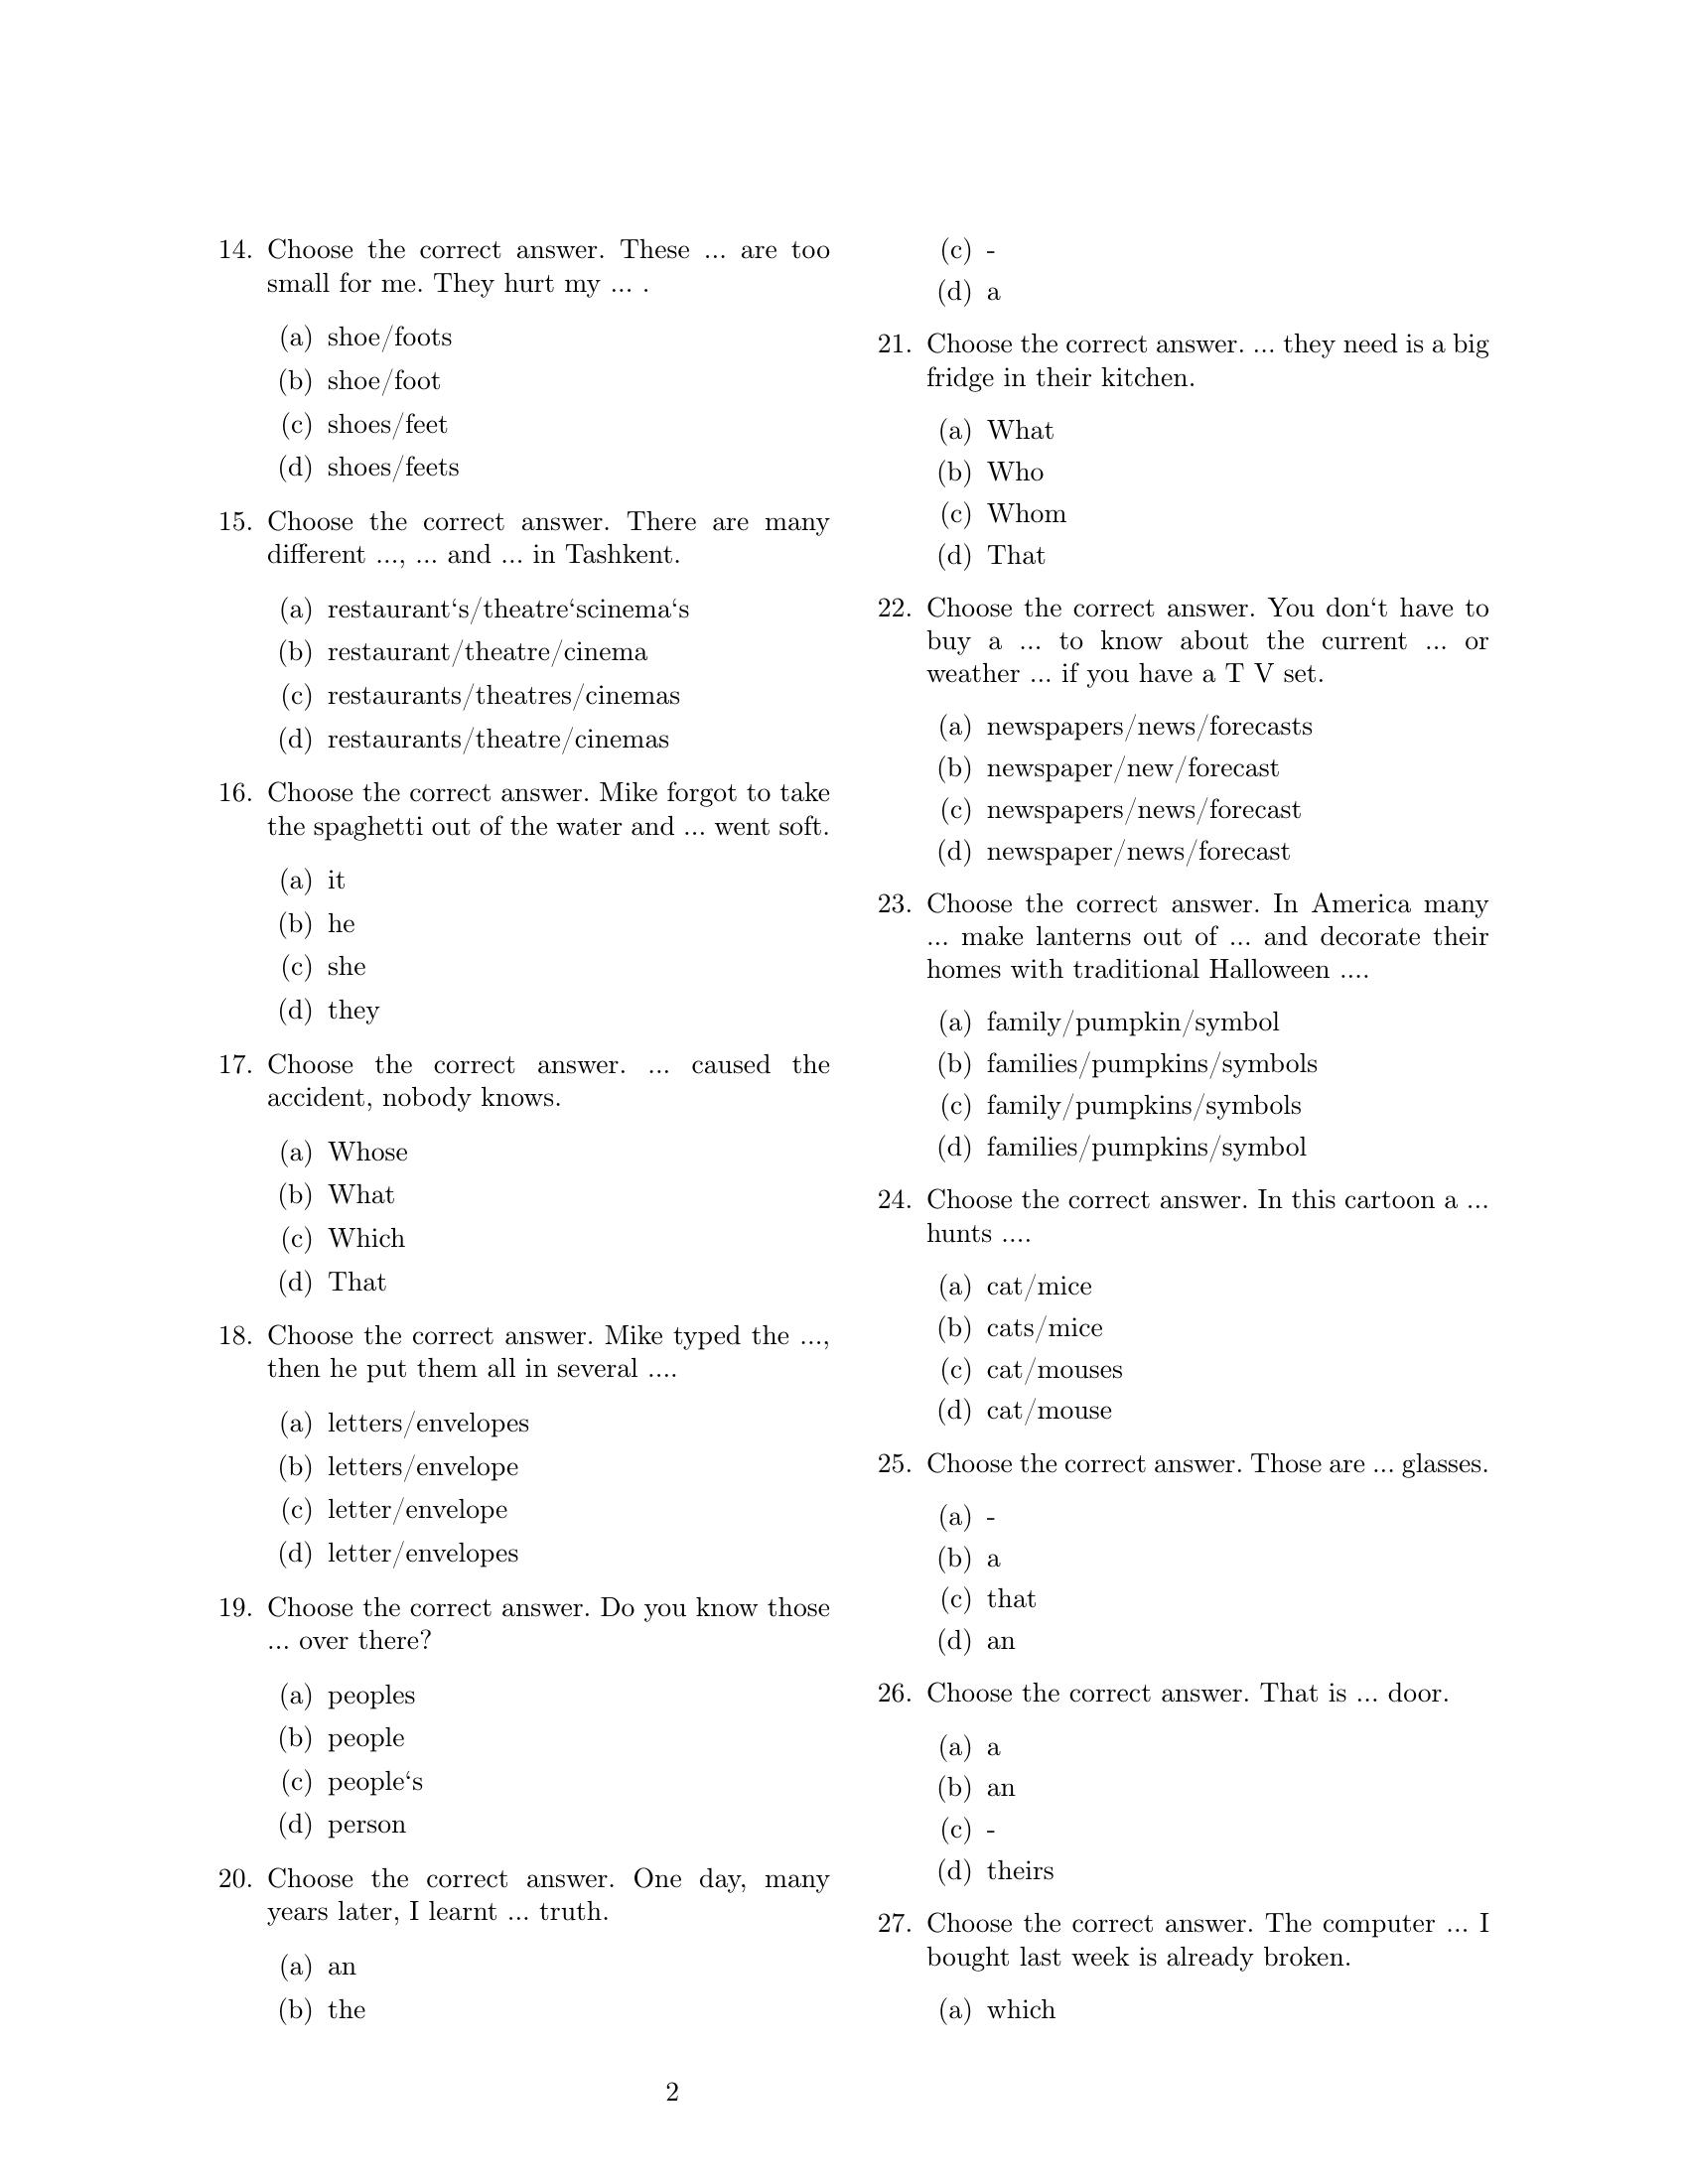 14. Choose the correct answer. These ... are too
small for me. They hurt my ... .
(a) shoe/foots
(b) shoe/foot
(c) shoes/feet
(d) shoes/feets
15. Choose the correct answer. There are many
different ..., ... and ... in Tashkent.
(a) restaurant‘s/theatre‘scinema‘s
(b) restaurant/theatre/cinema
(c) restaurants/theatres/cinemas
(d) restaurants/theatre/cinemas
16. Choose the correct answer. Mike forgot to take
the spaghetti out of the water and ... went soft.
(a) it
(b) he
(c) she
(d) they
17. Choose the correct answer. ... caused the
accident, nobody knows.
(a) Whose
(b) What
(c) Which
(d) That
18. Choose the correct answer. Mike typed the ...,
then he put them all in several ....
(a) letters/envelopes
(b) letters/envelope
(c) letter/envelope
(d) letter/envelopes
19. Choose the correct answer. Do you know those
... over there?
(a) peoples
(b) people
(c) people‘s
(d) person
20. Choose the correct answer. One day, many
years later, I learnt ... truth.
(a) an
(b) the
(c) -
(d) a
21. Choose the correct answer. ... they need is a big
fridge in their kitchen.
(a) What
(b) Who
(c) Whom
(d) That
22. Choose the correct answer. You don‘t have to
buy a ... to know about the current ... or
weather ... if you have a T V set.
(a) newspapers/news/forecasts
(b) newspaper/new/forecast
(c) newspapers/news/forecast
(d) newspaper/news/forecast
23. Choose the correct answer. In America many
... make lanterns out of ... and decorate their
homes with traditional Halloween ....
(a) family/pumpkin/symbol
(b) families/pumpkins/symbols
(c) family/pumpkins/symbols
(d) families/pumpkins/symbol
24. Choose the correct answer. In this cartoon a ...
hunts ....
(a) cat/mice
(b) cats/mice
(c) cat/mouses
(d) cat/mouse
25. Choose the correct answer. Those are ... glasses.
(a) -
(b) a
(c) that
(d) an
26. Choose the correct answer. That is ... door.
(a) a
(b) an
(c) -
(d) theirs
27. Choose the correct answer. The computer ... I
bought last week is already broken.
(a) which
2